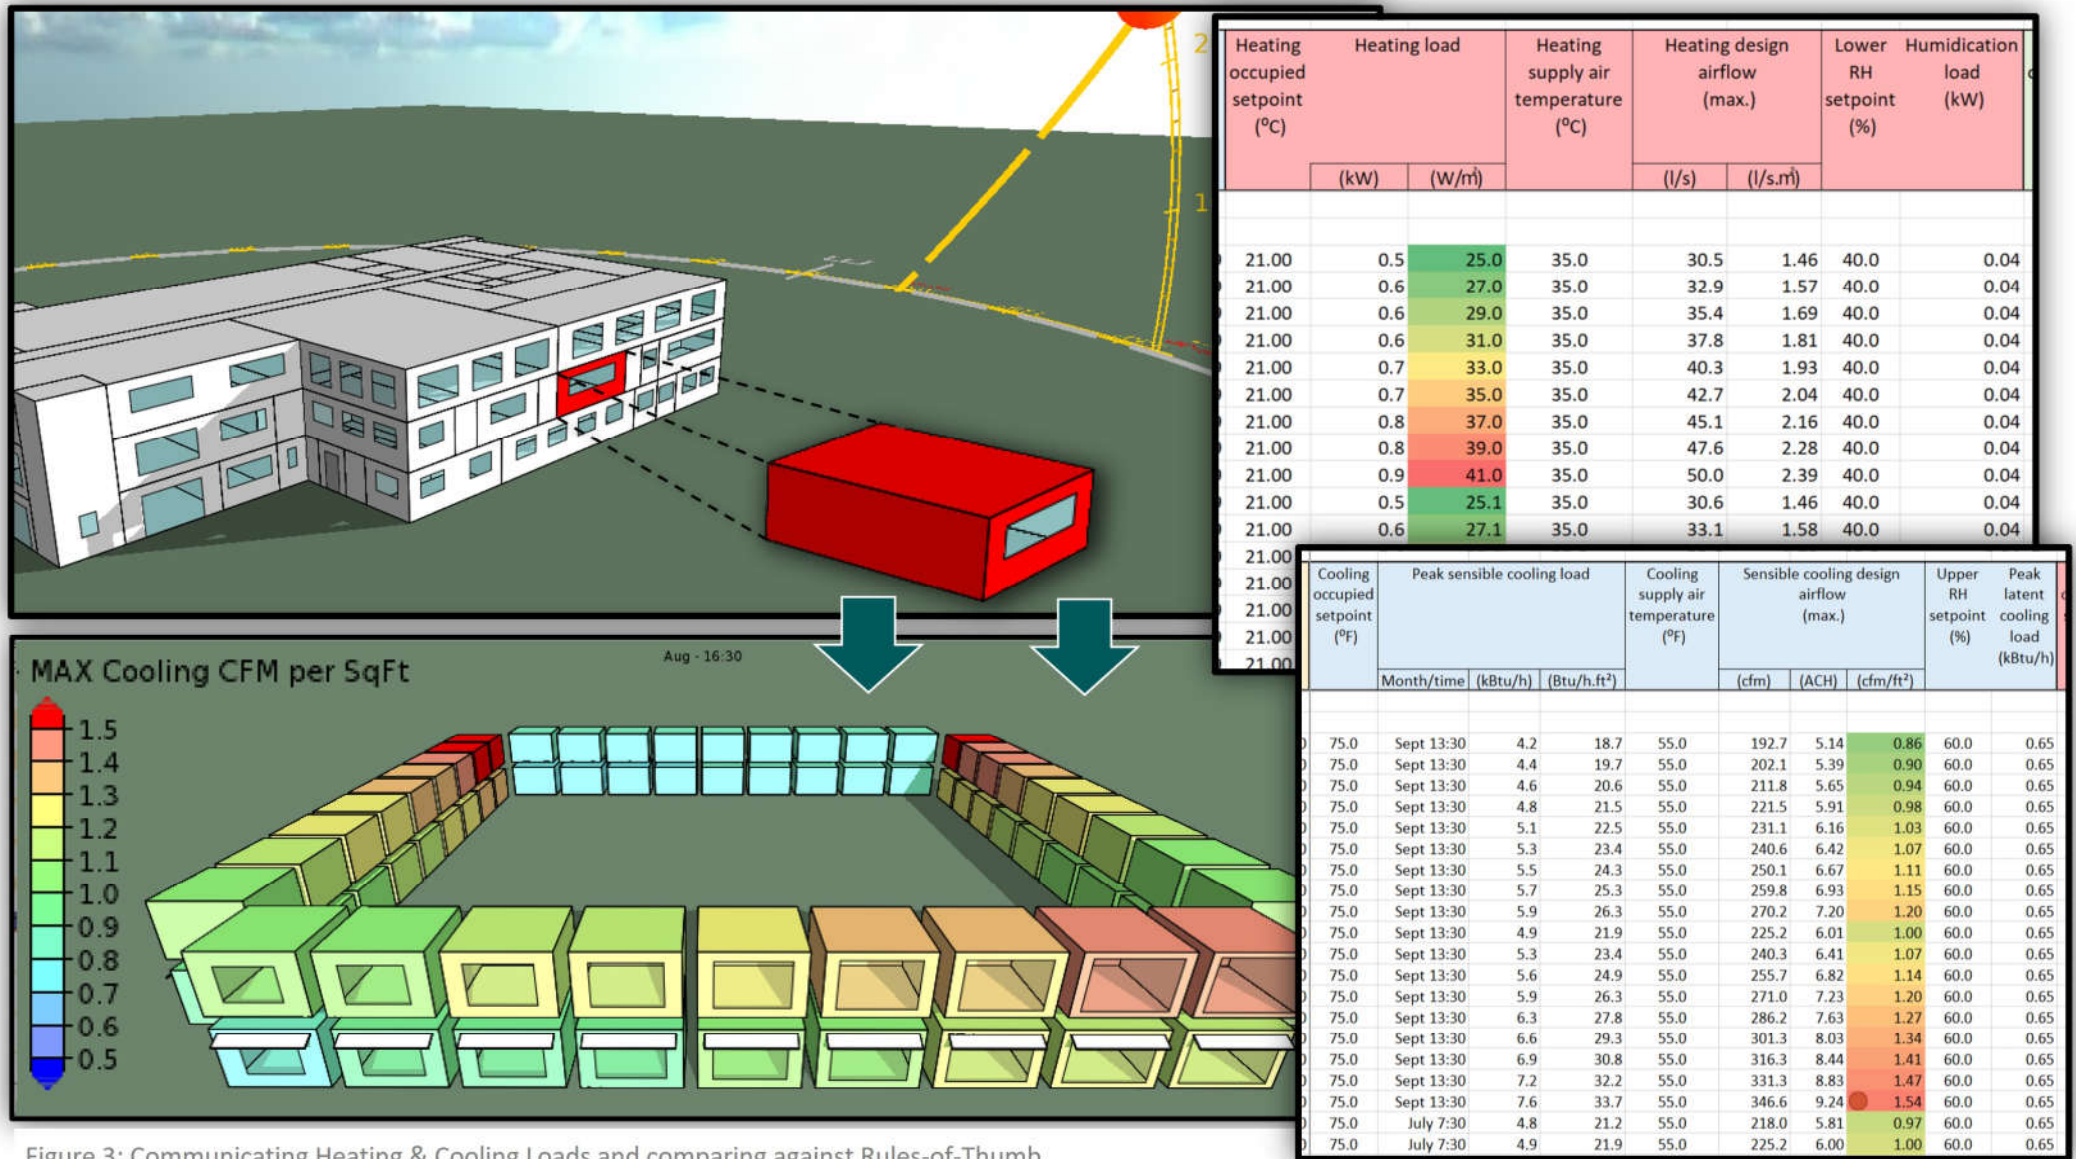 2
1
Heating occupied setpoint (⁰C) Heating load Heating supply air temperature (⁰C) Heating design airflow (max.) Lower RH setpoint (%) Humidication load (kW)
(kW) (W/m²) (l/s) (l/s.m²)
21.00 0.5 25.0 35.0 30.5 1.46 40.0 0.04
21.00 0.6 27.0 35.0 32.9 1.57 40.0 0.04
21.00 0.6 29.0 35.0 35.4 1.69 40.0 0.04
21.00 0.6 31.0 35.0 37.8 1.81 40.0 0.04
21.00 0.7 33.0 35.0 40.3 1.93 40.0 0.04
21.00 0.7 35.0 35.0 42.7 2.04 40.0 0.04
21.00 0.8 37.0 35.0 45.1 2.16 40.0 0.04
21.00 0.8 39.0 35.0 47.6 2.28 40.0 0.04
21.00 0.9 41.0 35.0 50.0 2.39 40.0 0.04
21.00 0.5 25.1 35.0 30.6 1.46 40.0 0.04
21.00 0.6 27.1 35.0 33.1 1.58 40.0 0.04
21.00
21.00
21.00
21.00
21.00
MAX Cooling CFM per SqFt
Aug - 16:30
1.5
1.4
1.3
1.2
1.1
1.0
0.9
0.8
0.7
0.6
0.5
Cooling occupied setpoint (⁰F) Peak sensible cooling load Cooling supply air temperature (⁰F) Sensible cooling design airflow (max.) Upper RH setpoint (%) Peak latent cooling load (kBtu/h)
Month/time (kBtu/h) (Btu/h.ft²) (cfm) (ACH) (cfm/ft²)
75.0 Sept 13:30 4.2 18.7 55.0 192.7 5.14 0.86 60.0 0.65
75.0 Sept 13:30 4.4 19.7 55.0 202.1 5.39 0.90 60.0 0.65
75.0 Sept 13:30 4.6 20.6 55.0 211.8 5.65 0.94 60.0 0.65
75.0 Sept 13:30 4.8 21.5 55.0 221.5 5.91 0.98 60.0 0.65
75.0 Sept 13:30 5.1 22.5 55.0 231.1 6.16 1.03 60.0 0.65
75.0 Sept 13:30 5.3 23.4 55.0 240.6 6.42 1.07 60.0 0.65
75.0 Sept 13:30 5.5 24.3 55.0 250.1 6.67 1.11 60.0 0.65
75.0 Sept 13:30 5.7 25.3 55.0 259.8 6.93 1.15 60.0 0.65
75.0 Sept 13:30 5.9 26.3 55.0 270.2 7.20 1.20 60.0 0.65
75.0 Sept 13:30 4.9 21.9 55.0 225.2 6.01 1.00 60.0 0.65
75.0 Sept 13:30 5.3 23.4 55.0 240.3 6.41 1.07 60.0 0.65
75.0 Sept 13:30 5.6 24.9 55.0 255.7 6.82 1.14 60.0 0.65
75.0 Sept 13:30 5.9 26.3 55.0 271.0 7.23 1.20 60.0 0.65
75.0 Sept 13:30 6.3 27.8 55.0 286.2 7.63 1.27 60.0 0.65
75.0 Sept 13:30 6.6 29.3 55.0 301.3 8.03 1.34 60.0 0.65
75.0 Sept 13:30 6.9 30.8 55.0 316.3 8.44 1.41 60.0 0.65
75.0 Sept 13:30 7.2 32.2 55.0 331.3 8.83 1.47 60.0 0.65
75.0 Sept 13:30 7.6 33.7 55.0 346.6 9.24 1.54 60.0 0.65
75.0 July 7:30 4.8 21.2 55.0 218.0 5.81 0.97 60.0 0.65
75.0 July 7:30 4.9 21.9 55.0 225.2 6.00 1.00 60.0 0.65
Figure 3: Communicating Heating & Cooling Loads and comparing against Rules-of-Thumb